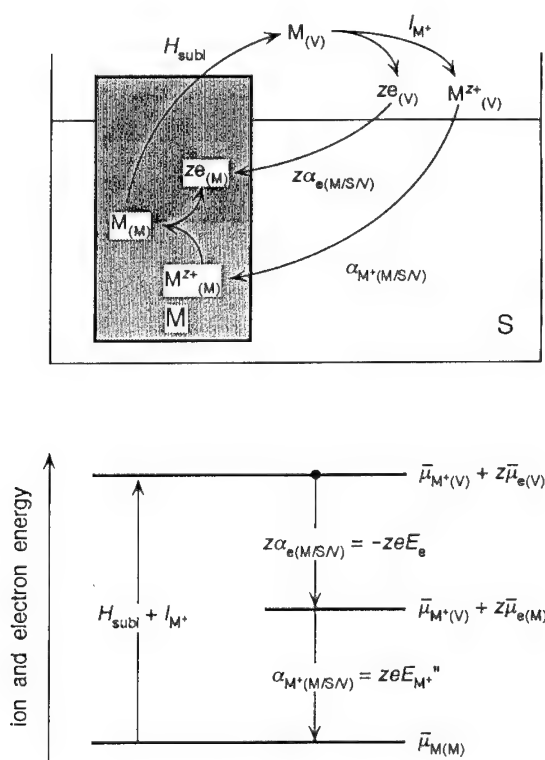 H_subl
M_(V)
I_M⁺
ze_(V)
M^z+_(V)
ze_(M)
zα_e(M/S/V)
M_(M)
M^z+_(M)
α_M⁺(M/S/V)
M
S
ion and electron energy
μ̄_M⁺(V) + zμ̄_e(V)
zα_e(M/S/V) = -zeE_e
H_subl + I_M⁺
μ̄_M⁺(V) + zμ̄_e(M)
α_M⁺(M/S/V) = zeE_M⁺"
μ̄_M(M)